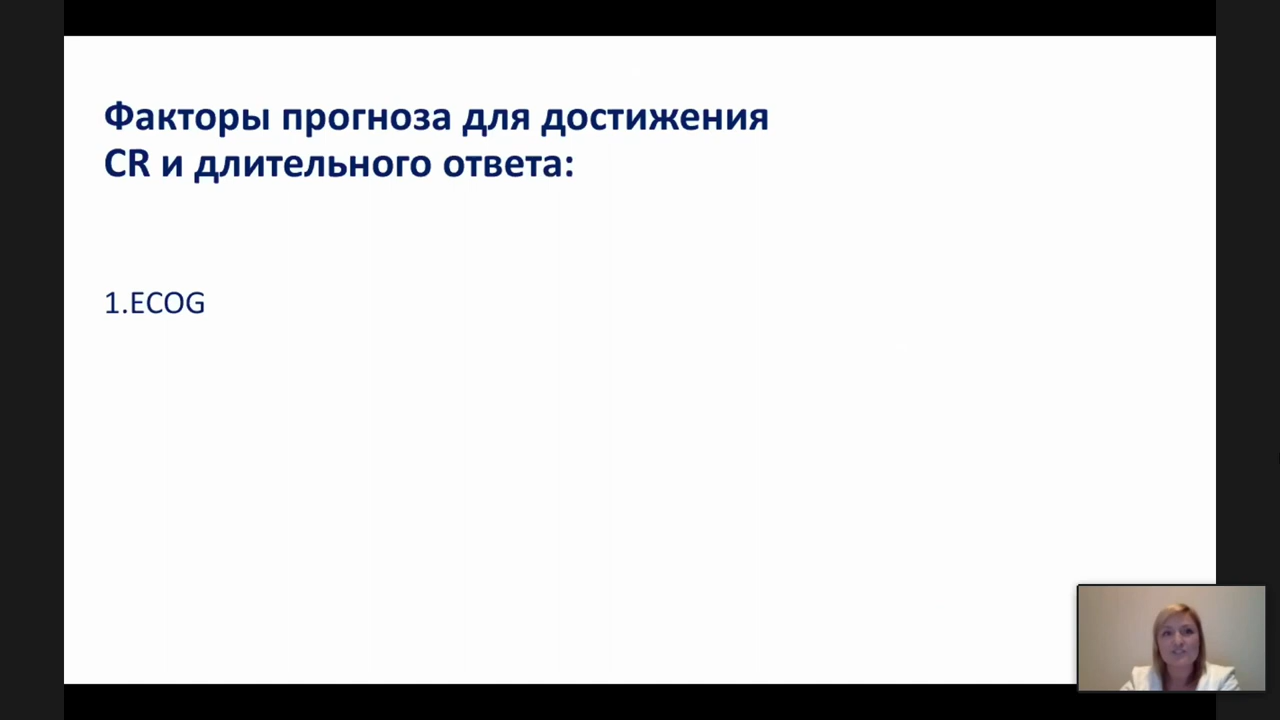 Факторы прогноза для достижения
CR и длительного ответа:
1.ECOG